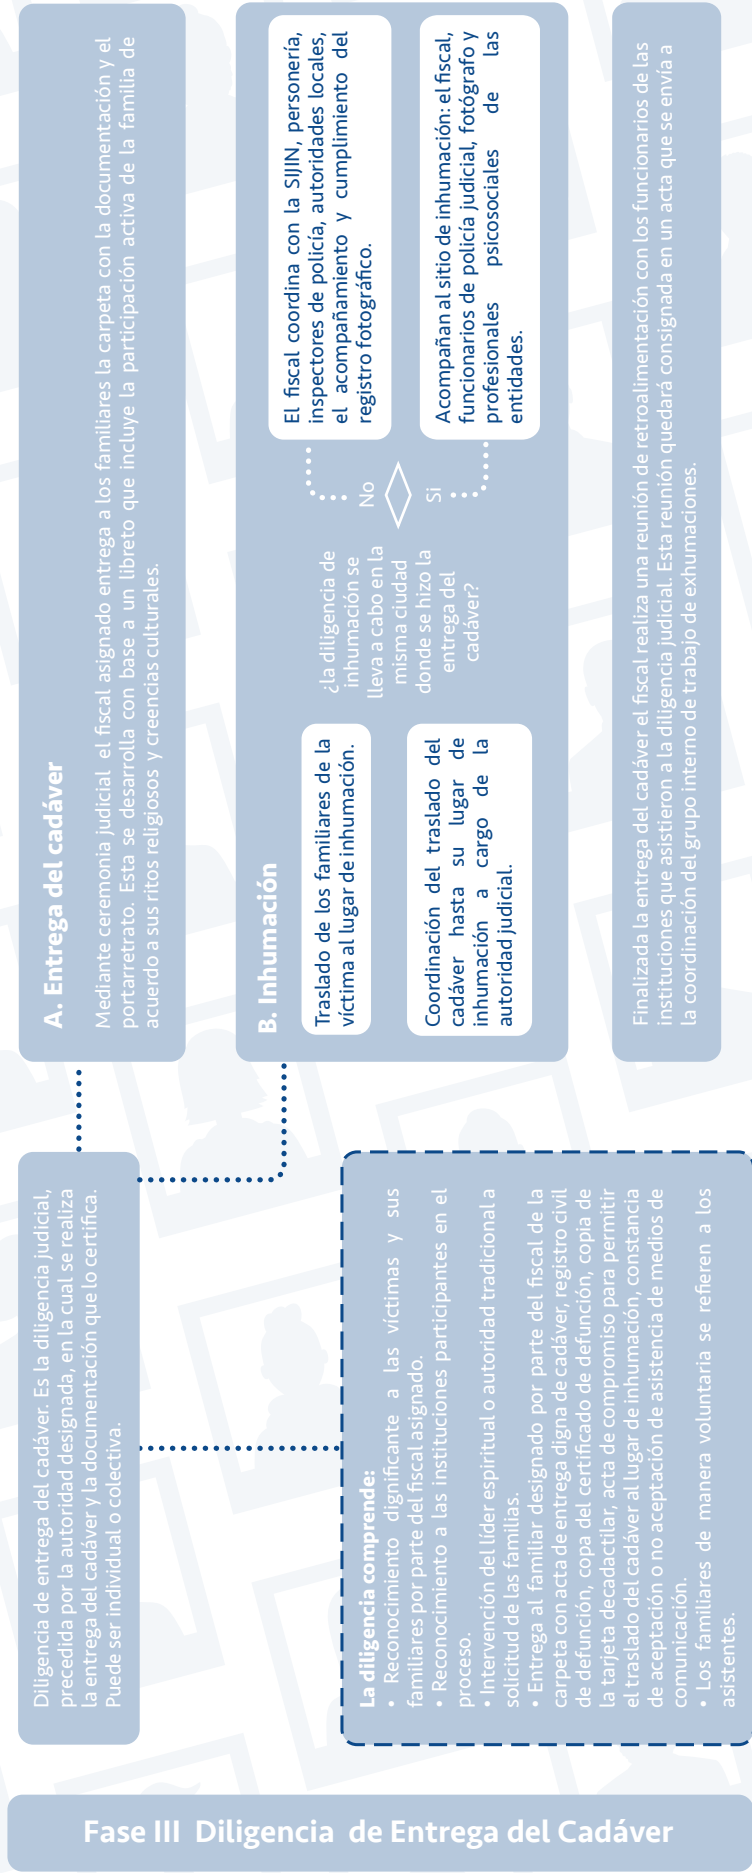 Fase III  Diligencia  de Entrega del Cadáver
Diligencia de entrega del cadáver. Es la diligencia judicial,
precedida por la autoridad designada, en la cual se realiza
la entrega del cadáver y la documentación que lo certifica.
Puede ser individual o colectiva.
La diligencia comprende:
• Reconocimiento dignificante a las víctimas y sus
familiares por parte del fiscal asignado.
• Reconocimiento a las instituciones participantes en el
proceso.
• Intervención del líder espiritual o autoridad tradicional a
solicitud de las familias.
• Entrega al familiar designado por parte del fiscal de la
carpeta con acta de entrega digna de cadáver, registro civil
de defunción, copa del certificado de defunción, copia de
la tarjeta decadactilar, acta de compromiso para permitir
el traslado del cadáver al lugar de inhumación, constancia
de aceptación o no aceptación de asistencia de medios de
comunicación.
• Los familiares de manera voluntaria se refieren a los
asistentes.
A. Entrega del cadáver
Mediante ceremonia judicial  el fiscal asignado entrega a los familiares la carpeta con la documentación y el
portarretrato. Esta se desarrolla con base a un libreto que incluye la participación activa de la familia de
acuerdo a sus ritos religiosos y creencias culturales.
B. Inhumación
Traslado de los familiares de la
víctima al lugar de inhumación.
Coordinación del traslado del
cadáver hasta su lugar de
inhumación a cargo de la
autoridad judicial.
¿la diligencia de
inhumación se
lleva a cabo en la
misma ciudad
donde se hizo la
entrega del
cadáver?
No
Si
El fiscal coordina con la SIJIN, personería,
inspectores de policía, autoridades locales,
el acompañamiento y cumplimiento del
registro fotográfico.
Acompañan al sitio de inhumación: el fiscal,
funcionarios de policía judicial, fotógrafo y
profesionales psicosociales de las
entidades.
Finalizada la entrega del cadáver el fiscal realiza una reunión de retroalimentación con los funcionarios de las
instituciones que asistieron a la diligencia judicial. Esta reunión quedará consignada en un acta que se envía a
la coordinación del grupo interno de trabajo de exhumaciones.